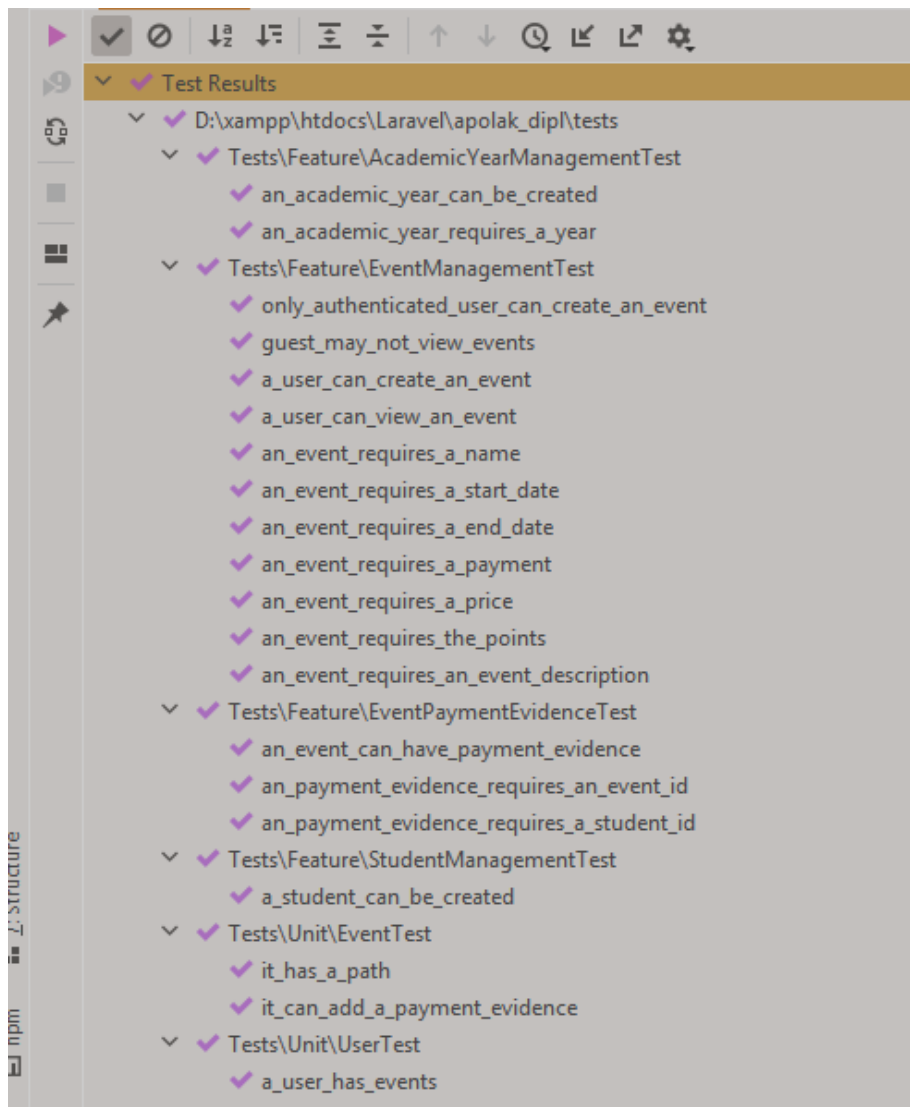 Test Results
D:\xampp\htdocs\Laravel\apolak_dipl\tests
Tests\Feature\AcademicYearManagementTest
an_academic_year_can_be_created
an_academic_year_requires_a_year
Tests\Feature\EventManagementTest
only_authenticated_user_can_create_an_event
guest_may_not_view_events
a_user_can_create_an_event
a_user_can_view_an_event
an_event_requires_a_name
an_event_requires_a_start_date
an_event_requires_a_end_date
an_event_requires_a_payment
an_event_requires_a_price
an_event_requires_the_points
an_event_requires_an_event_description
Tests\Feature\EventPaymentEvidenceTest
an_event_can_have_payment_evidence
an_payment_evidence_requires_an_event_id
an_payment_evidence_requires_a_student_id
Tests\Feature\StudentManagementTest
a_student_can_be_created
Tests\Unit\EventTest
it_has_a_path
it_can_add_a_payment_evidence
Tests\Unit\UserTest
a_user_has_events
7: Structure
npm